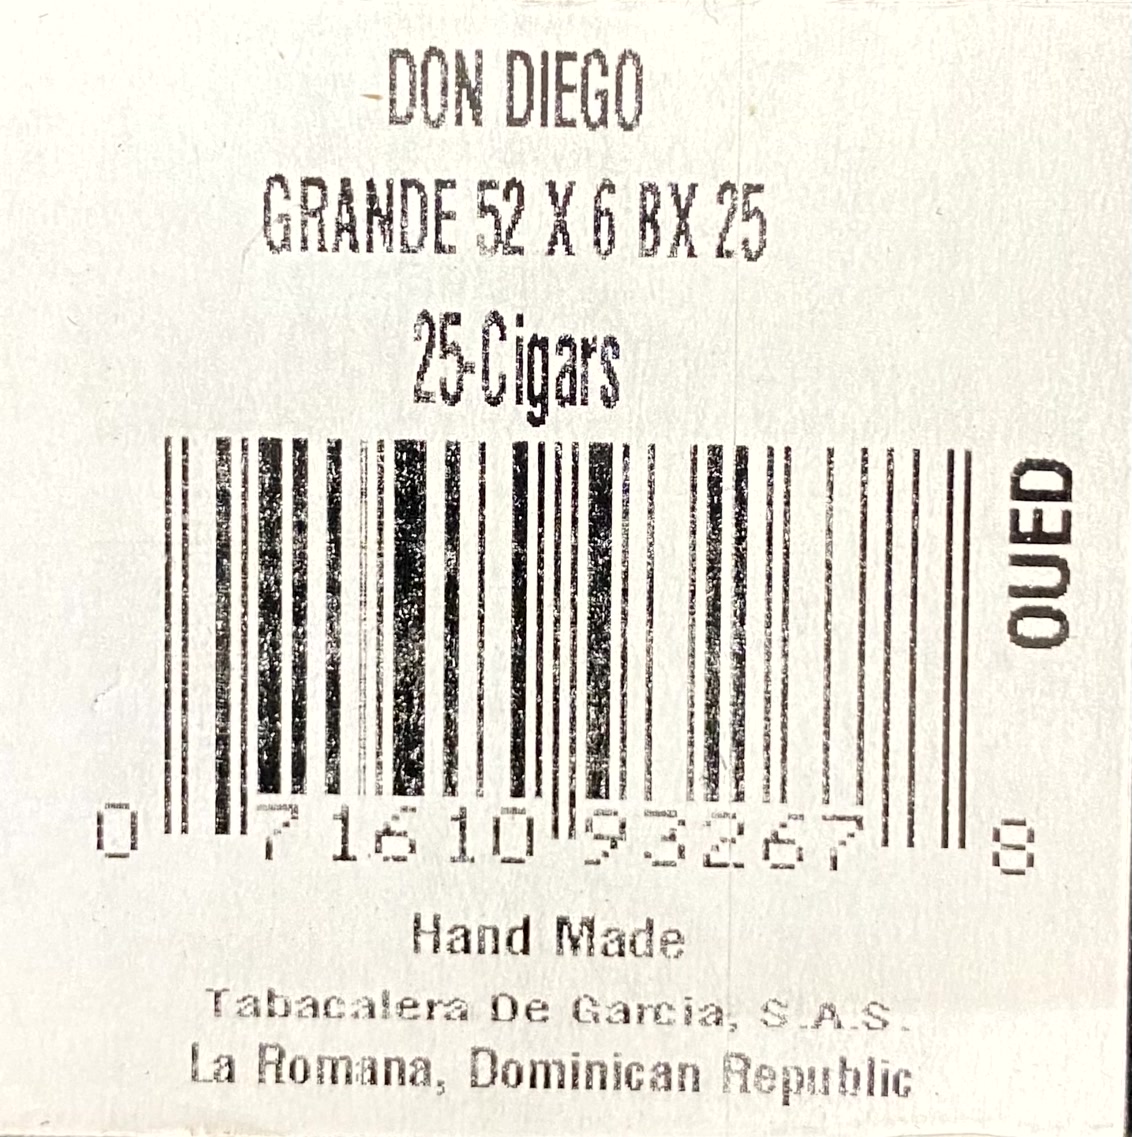 DON DIEGO
GRANDE 52 X 6 BX 25
25-Cigars
OUED
0 71610 93267 8
Hand Made
Tabacalera De Garcia, S.A.S.
La Romana, Dominican Republic